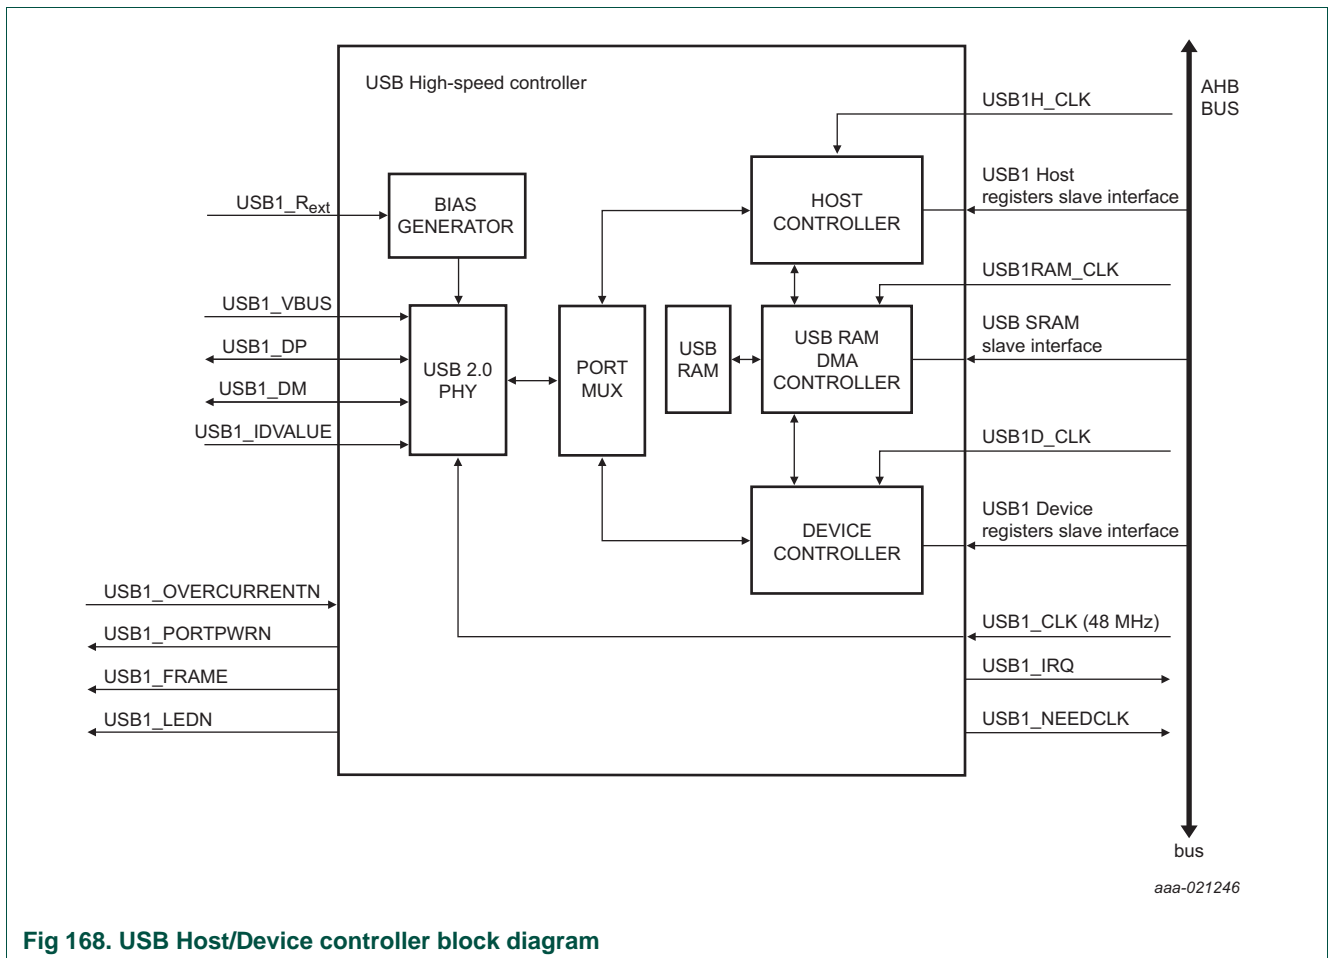 USB High-speed controller
AHB
BUS
USB1H_CLK
USB1 Host
registers slave interface
HOST
CONTROLLER
USB1_Rext
BIAS
GENERATOR
USB1RAM_CLK
USB1_VBUS
USB SRAM
slave interface
USB1_DP
USB1_DM
USB1_IDVALUE
USB 2.0
PHY
PORT
MUX
USB
RAM
USB RAM
DMA
CONTROLLER
USB1D_CLK
USB1 Device
registers slave interface
DEVICE
CONTROLLER
USB1_OVERCURRENTN
USB1_PORTPWRN
USB1_FRAME
USB1_LEDN
USB1_CLK (48 MHz)
USB1_IRQ
USB1_NEEDCLK
bus
aaa-021246
Fig 168. USB Host/Device controller block diagram